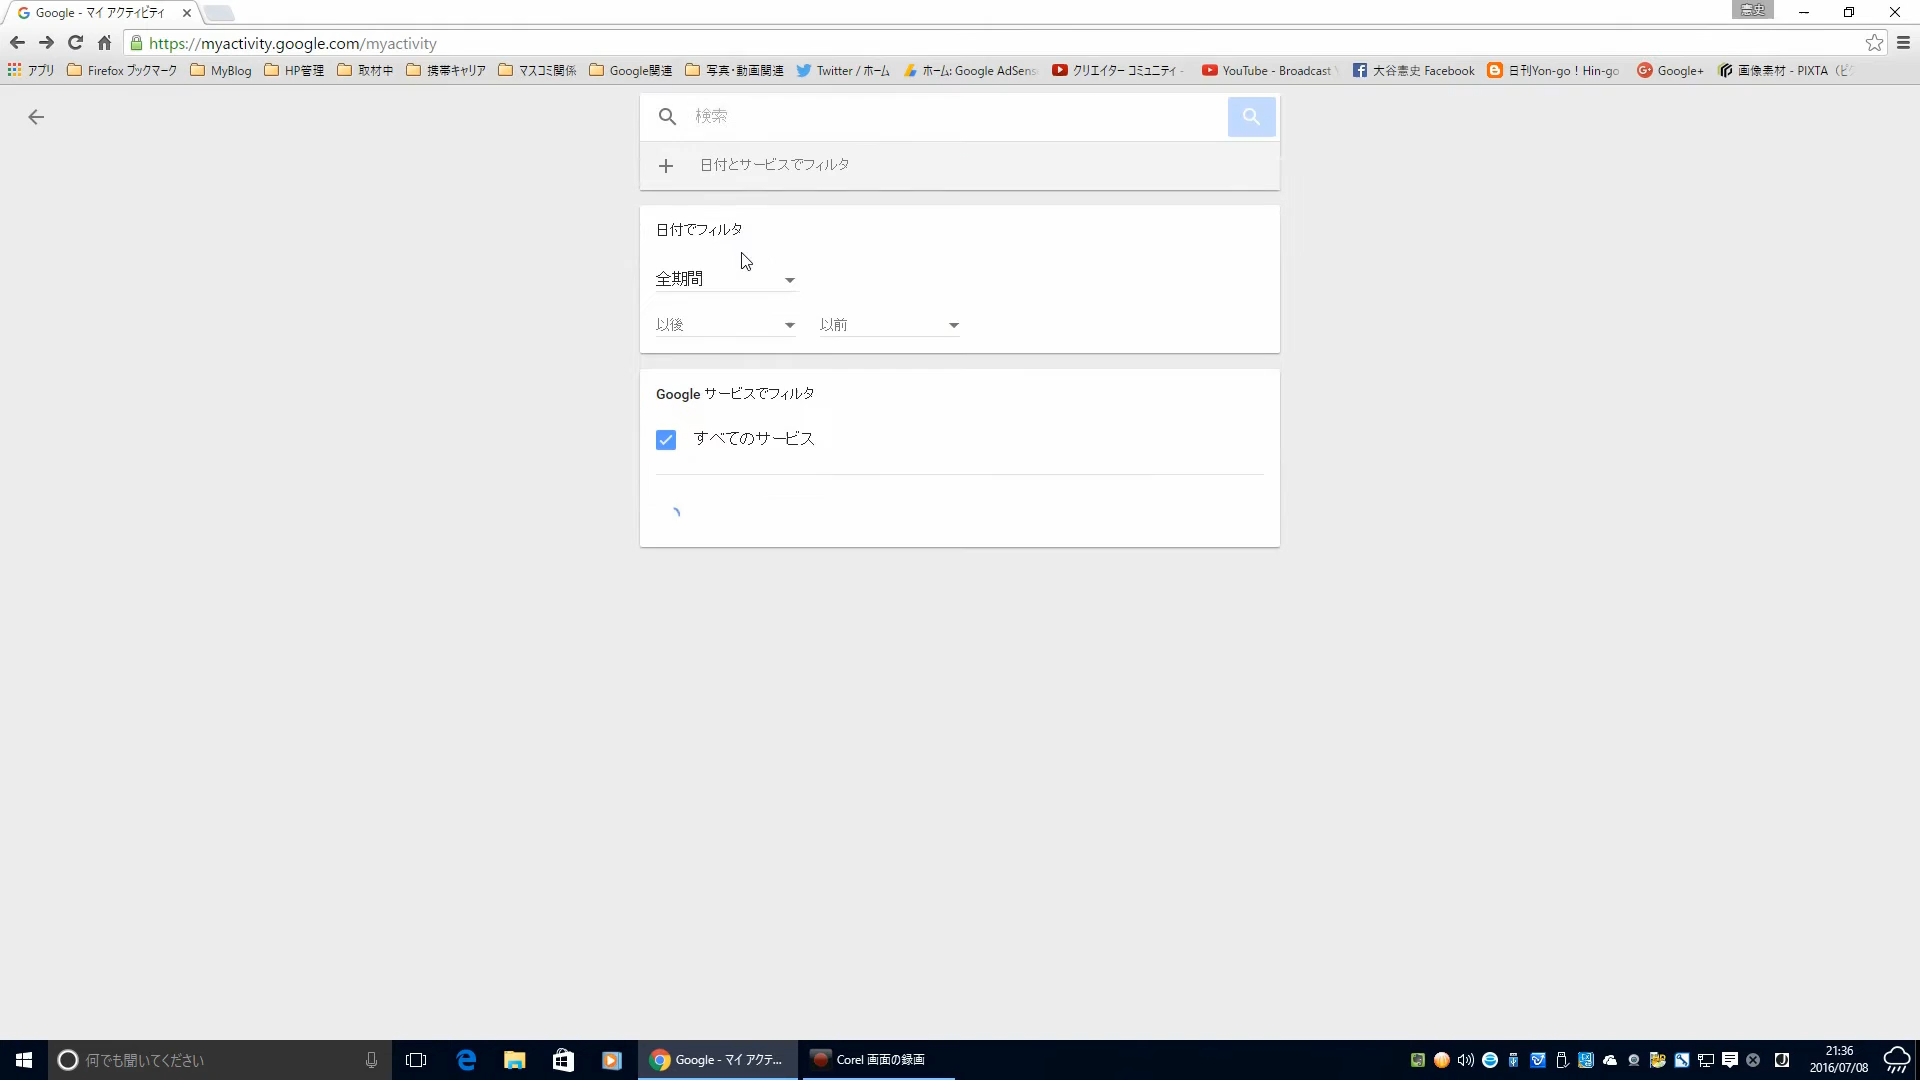 Google - マイ アクティビティ
憲史
https://myactivity.google.com/myactivity
アプリ Firefox ブックマーク MyBlog HP管理 取材中 携帯キャリア マスコミ関係 Google関連 写真・動画関連 Twitter / ホーム ホーム: Google AdSens クリエイター コミュニティ - YouTube - Broadcast 大谷憲史 Facebook 日刊Yon-go！Hin-go Google+ 画像素材 - PIXTA（ピ
検索
日付とサービスでフィルタ
日付でフィルタ
全期間
以後 以前
Google サービスでフィルタ
すべてのサービス
何でも聞いてください
Google - マイ アクテ...
Corel 画面の録画
21:36
2016/07/08